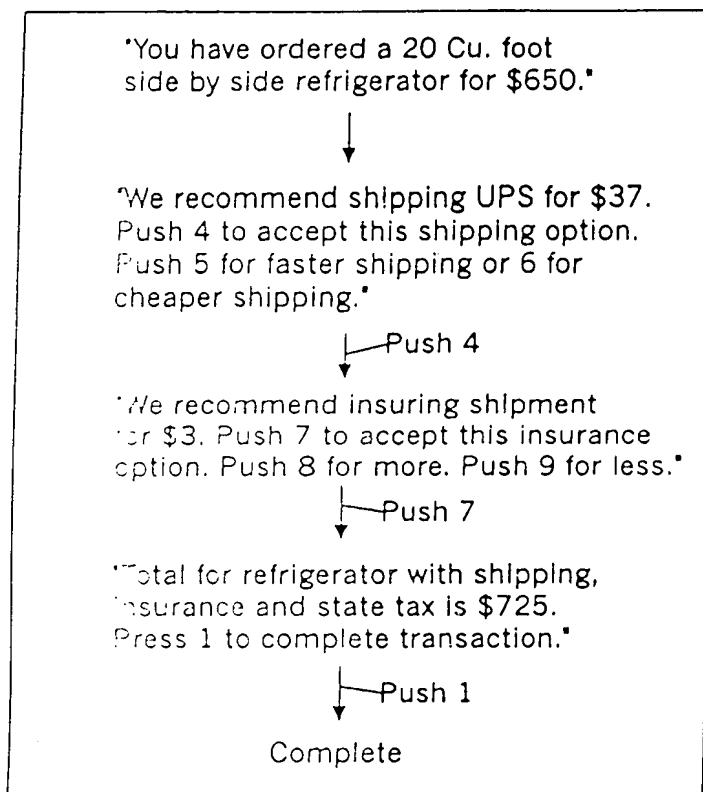 "You have ordered a 20 Cu. foot
side by side refrigerator for $650."
"We recommend shipping UPS for $37.
Push 4 to accept this shipping option.
Push 5 for faster shipping or 6 for
cheaper shipping."
Push 4
"We recommend insuring shipment
for $3. Push 7 to accept this insurance
option. Push 8 for more. Push 9 for less."
Push 7
"Total for refrigerator with shipping,
insurance and state tax is $725.
Press 1 to complete transaction."
Push 1
Complete